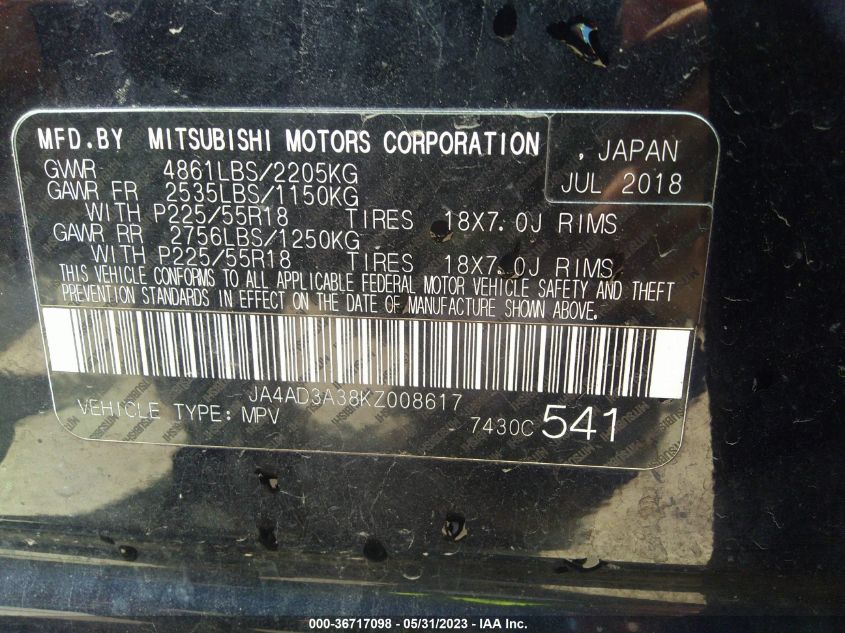 MFD.BY MITSUBISHI MOTORS CORPORATION , JAPAN
GVWR 4861LBS/2205KG JUL 2018
GAWR FR 2535LBS/1150KG
WITH P225/55R18 TIRES 18X7.0J RIMS
GAWR RR 2756LBS/1250KG
WITH P225/55R18 TIRES 18X7.0J RIMS
THIS VEHICLE CONFORMS TO ALL APPLICABLE FEDERAL MOTOR VEHICLE SAFETY AND THEFT
PREVENTION STANDARDS IN EFFECT ON THE DATE OF MANUFACTURE SHOWN ABOVE.
JA4AD3A38KZ008617
VEHICLE TYPE: MPV 7430C 541
000-36717098 - 05/31/2023 - IAA Inc.